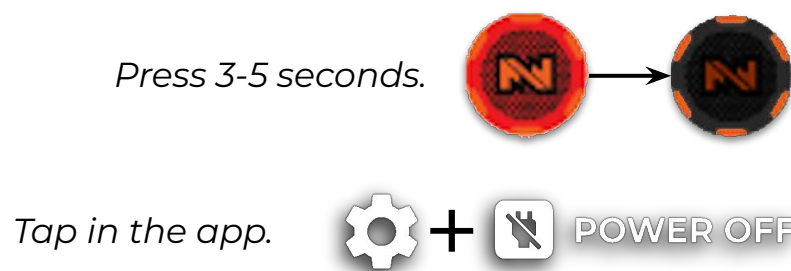 Press 3-5 seconds.
Tap in the app.
POWER OFF